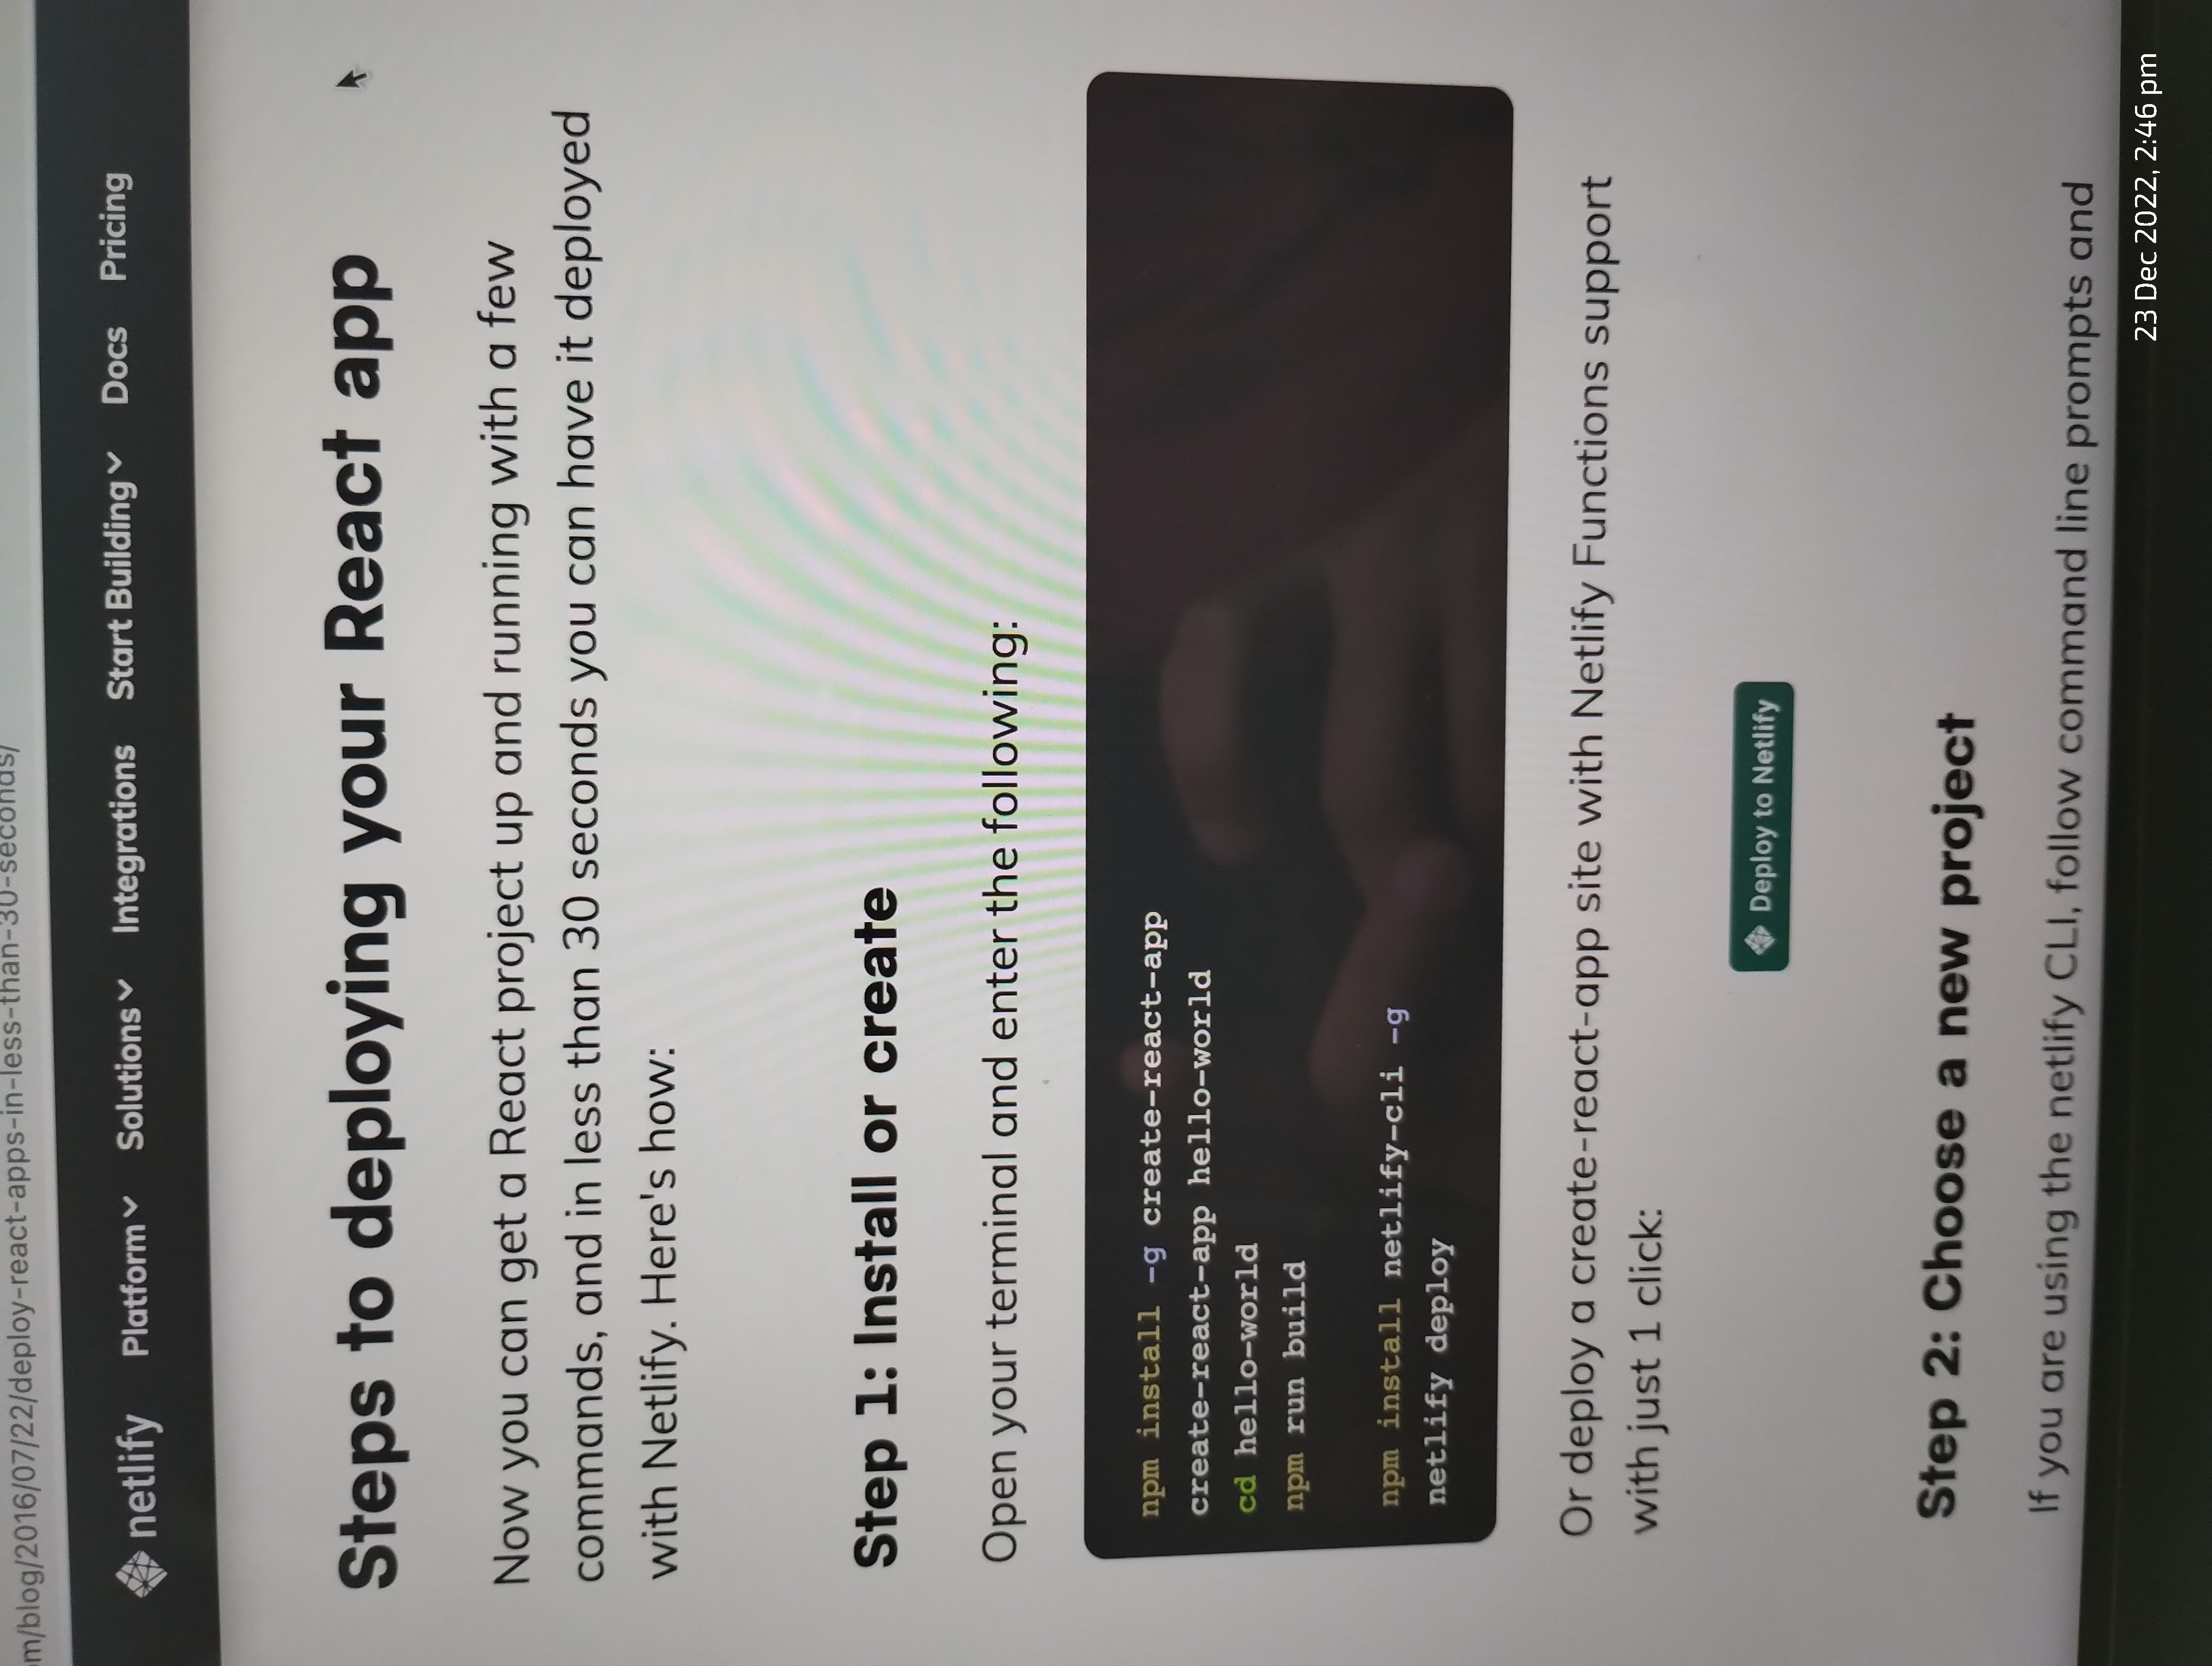 m/blog/2016/07/22/deploy-react-apps-in-less-than-30-seconds/
netlify Platform Solutions Integrations Start Building Docs Pricing
Steps to deploying your React app
Now you can get a React project up and running with a few
commands, and in less than 30 seconds you can have it deployed
with Netlify. Here's how:
Step 1: Install or create
Open your terminal and enter the following:
npm install -g create-react-app
create-react-app hello-world
cd hello-world
npm run build
npm install netlify-cli -g
netlify deploy
Or deploy a create-react-app site with Netlify Functions support
with just 1 click:
Deploy to Netlify
Step 2: Choose a new project
If you are using the netlify CLI, follow command line prompts and
23 Dec 2022, 2:46 pm